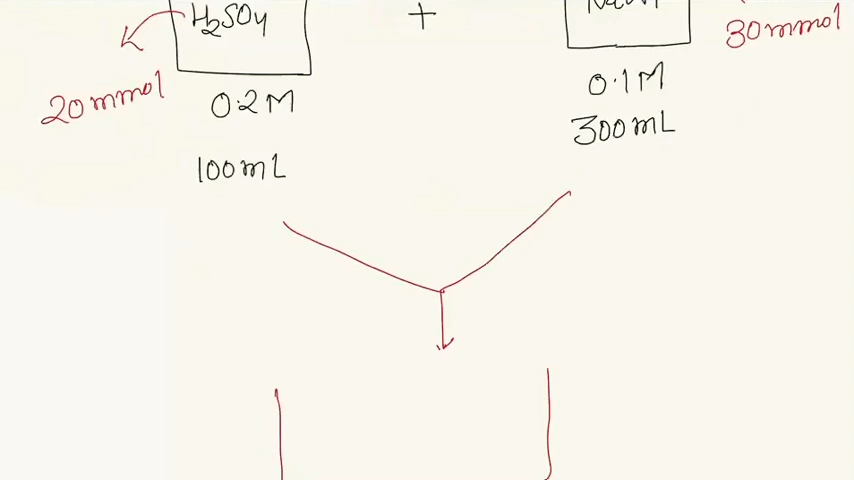 H₂SO₄ +
30mmol
20mmol
0.2M
0.1M
300mL
100mL